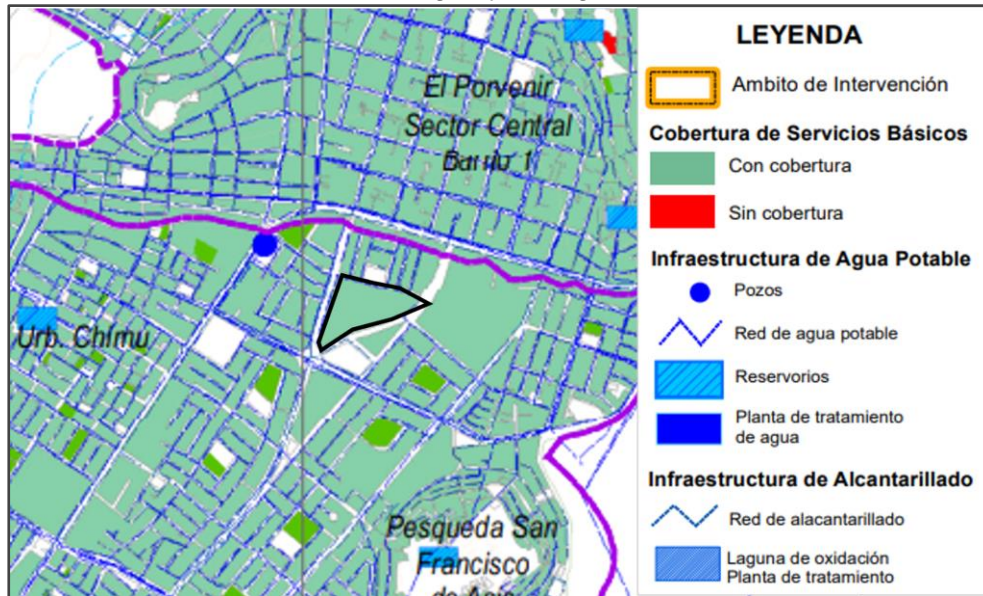 El Porvenir
Sector Central
Barrio 1
Urb. Chimu
Pesqueda San
Francisco
LEYENDA
Ambito de Intervención
Cobertura de Servicios Básicos
Con cobertura
Sin cobertura
Infraestructura de Agua Potable
Pozos
Red de agua potable
Reservorios
Planta de tratamiento
de agua
Infraestructura de Alcantarillado
Red de alacantarillado
Laguna de oxidación
Planta de tratamiento